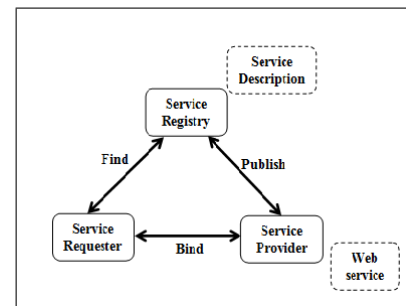 Service
Description
Service
Registry
Find
Publish
Service
Requester
Bind
Service
Provider
Web
service